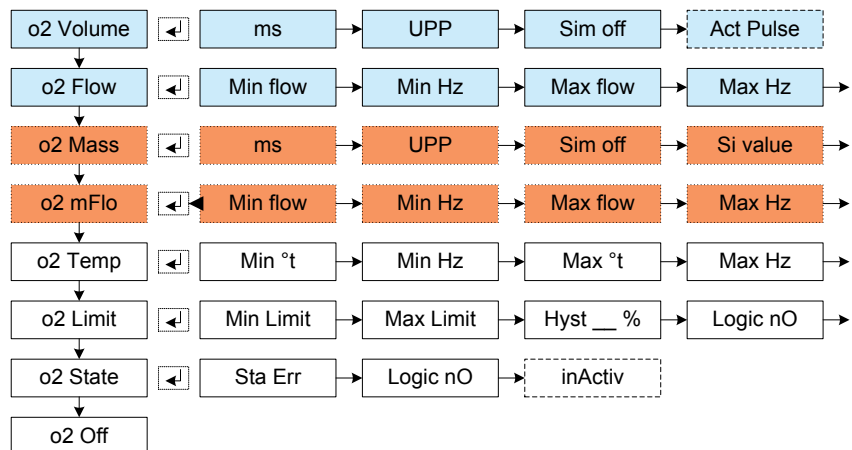 o2 Volume ms UPP Sim off Act Pulse
o2 Flow Min flow Min Hz Max flow Max Hz
o2 Mass ms UPP Sim off Si value
o2 mFlo Min flow Min Hz Max flow Max Hz
o2 Temp Min °t Min Hz Max °t Max Hz
o2 Limit Min Limit Max Limit Hyst __ % Logic nO
o2 State Sta Err Logic nO inActiv
o2 Off